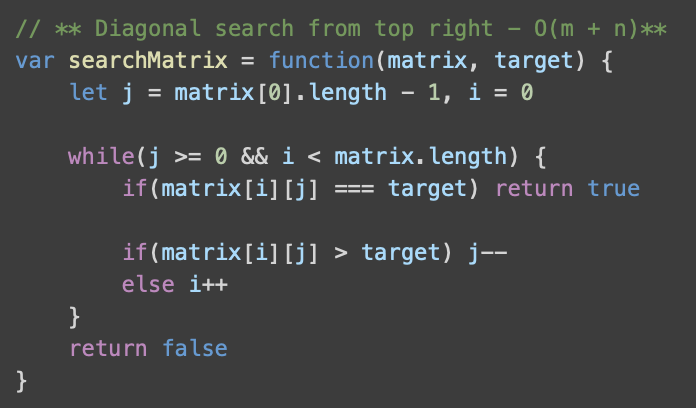 // ** Diagonal search from top right - O(m + n)**
var searchMatrix = function(matrix, target) {
    let j = matrix[0].length - 1, i = 0

    while(j >= 0 && i < matrix.length) {
        if(matrix[i][j] === target) return true

        if(matrix[i][j] > target) j--
        else i++
    }
    return false
}